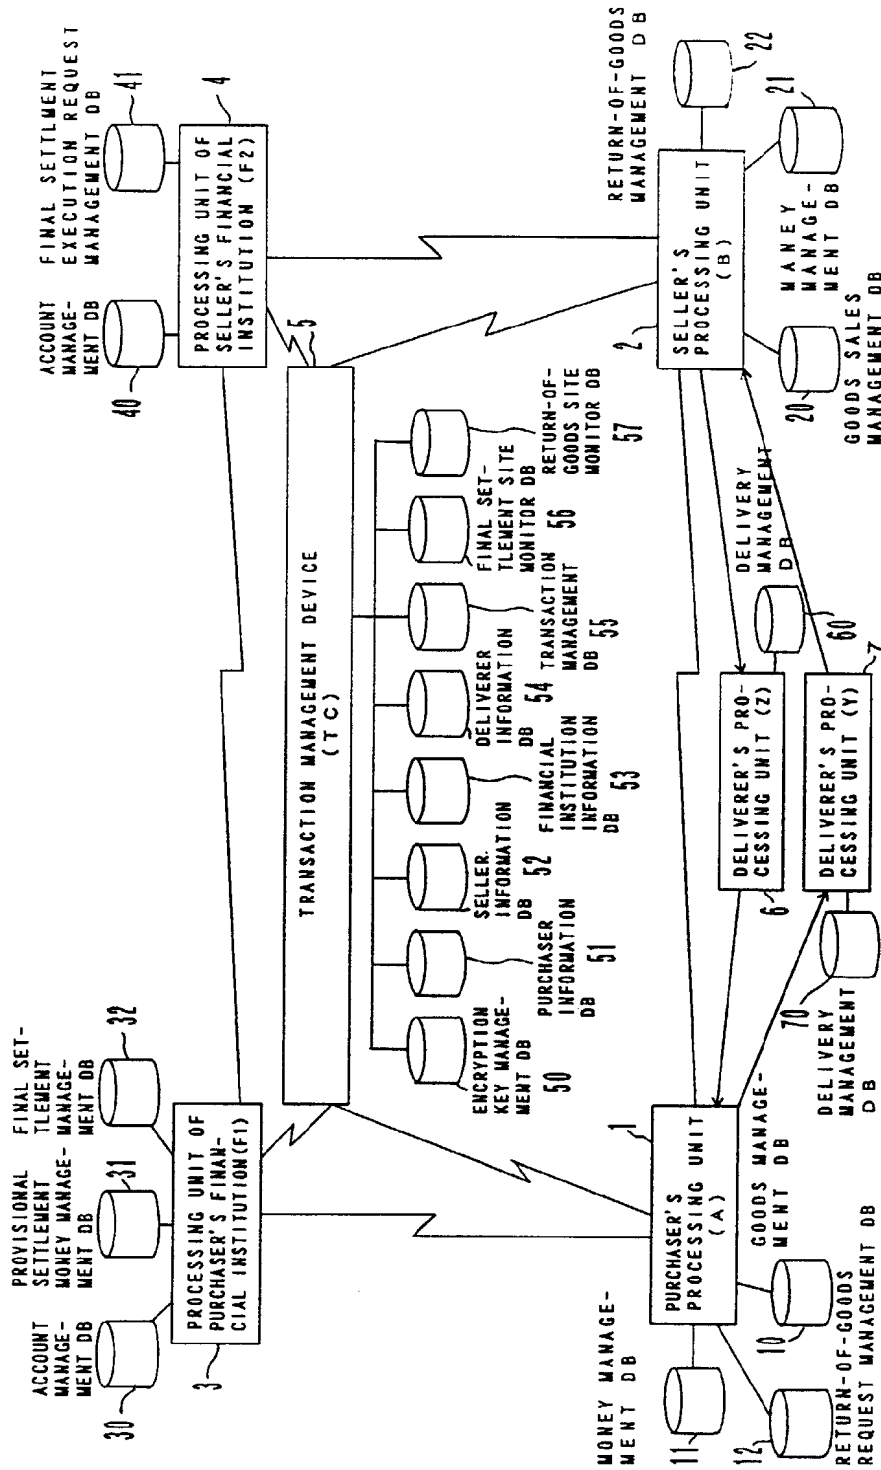 ACCOUNT
MANAGE-
MENT DB
30
PROVISIONAL
SETTLEMENT
MONEY MANAGE-
MENT DB
31
FINAL SET-
TLEMENT
MANAGE-
MENT DB
32
PROCESSING UNIT OF
PURCHASER'S FINAN-
CIAL INSTITUTION(F1)
3
ACCOUNT
MANAGE-
MENT DB
40
FINAL SETTLMENT
EXECUTION REQUEST
MANAGEMENT DB
41
PROCESSING UNIT OF
SELLER'S FINANCIAL
INSTITUTION (F2)
4
TRANSACTION MANAGEMENT DEVICE
(TC)
5
ENCRYPTION
KEY MANAGE-
MENT DB
50
PURCHASER
INFORMATION
DB
51
SELLER
INFORMATION
DB
52
FINANCIAL
INSTITUTION
INFORMATION
DB
53
DELIVERER
INFORMATION
DB
54
TRANSACTION
MANAGEMENT
DB
55
FINAL SET-
TLEMENT SITE
MONITOR DB
56
RETURN-OF-
GOODS SITE
MONITOR DB
57
MONEY MANAGE-
MENT DB
11
PURCHASER'S
PROCESSING UNIT
(A)
1
GOODS MANAGE-
MENT DB
10
12
RETURN-OF-GOODS
REQUEST MANAGEMENT DB
DELIVERER'S PRO-
CESSING UNIT (Z)
6
DELIVERY
MANAGEMENT
DB
60
DELIVERER'S PRO-
CESSING UNIT (Y)
7
70
DELIVERY
MANAGEMENT
DB
RETURN-OF-GOODS
MANAGEMENT DB
22
SELLER'S
PROCESSING UNIT
(B)
2
20
GOODS SALES
MANAGEMENT DB
21
MANEY
MANAGE-
MENT DB